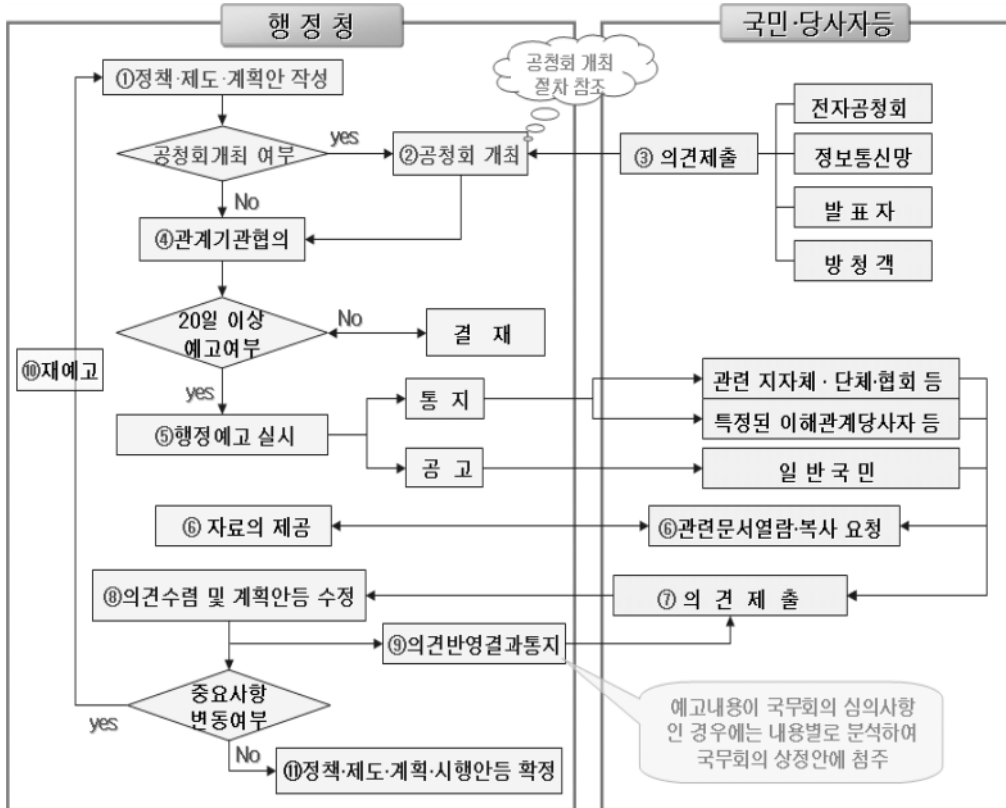 행 정 청
국민·당사자등
공청회 개최
절차 참조
①정책·제도·계획안 작성
전자공청회
공청회개최 여부
yes
②공청회 개최
③ 의견제출
정보통신망
No
발 표 자
④관계기관협의
방 청 객
20일 이상
예고여부
No
결 재
⑩재예고
yes
관련 지자체 · 단체·협회 등
통 지
특정된 이해관계당사자 등
⑤행정예고 실시
공 고
일 반 국 민
⑥ 자료의 제공
⑥관련문서열람·복사 요청
⑧의견수렴 및 계획안등 수정
⑦ 의 견 제 출
⑨의견반영결과통지
중요사항
변동여부
yes
예고내용이 국무회의 심의사항
인 경우에는 내용별로 분석하여
국무회의 상정안에 첨주
No
⑪정책·제도·계획·시행안등 확정